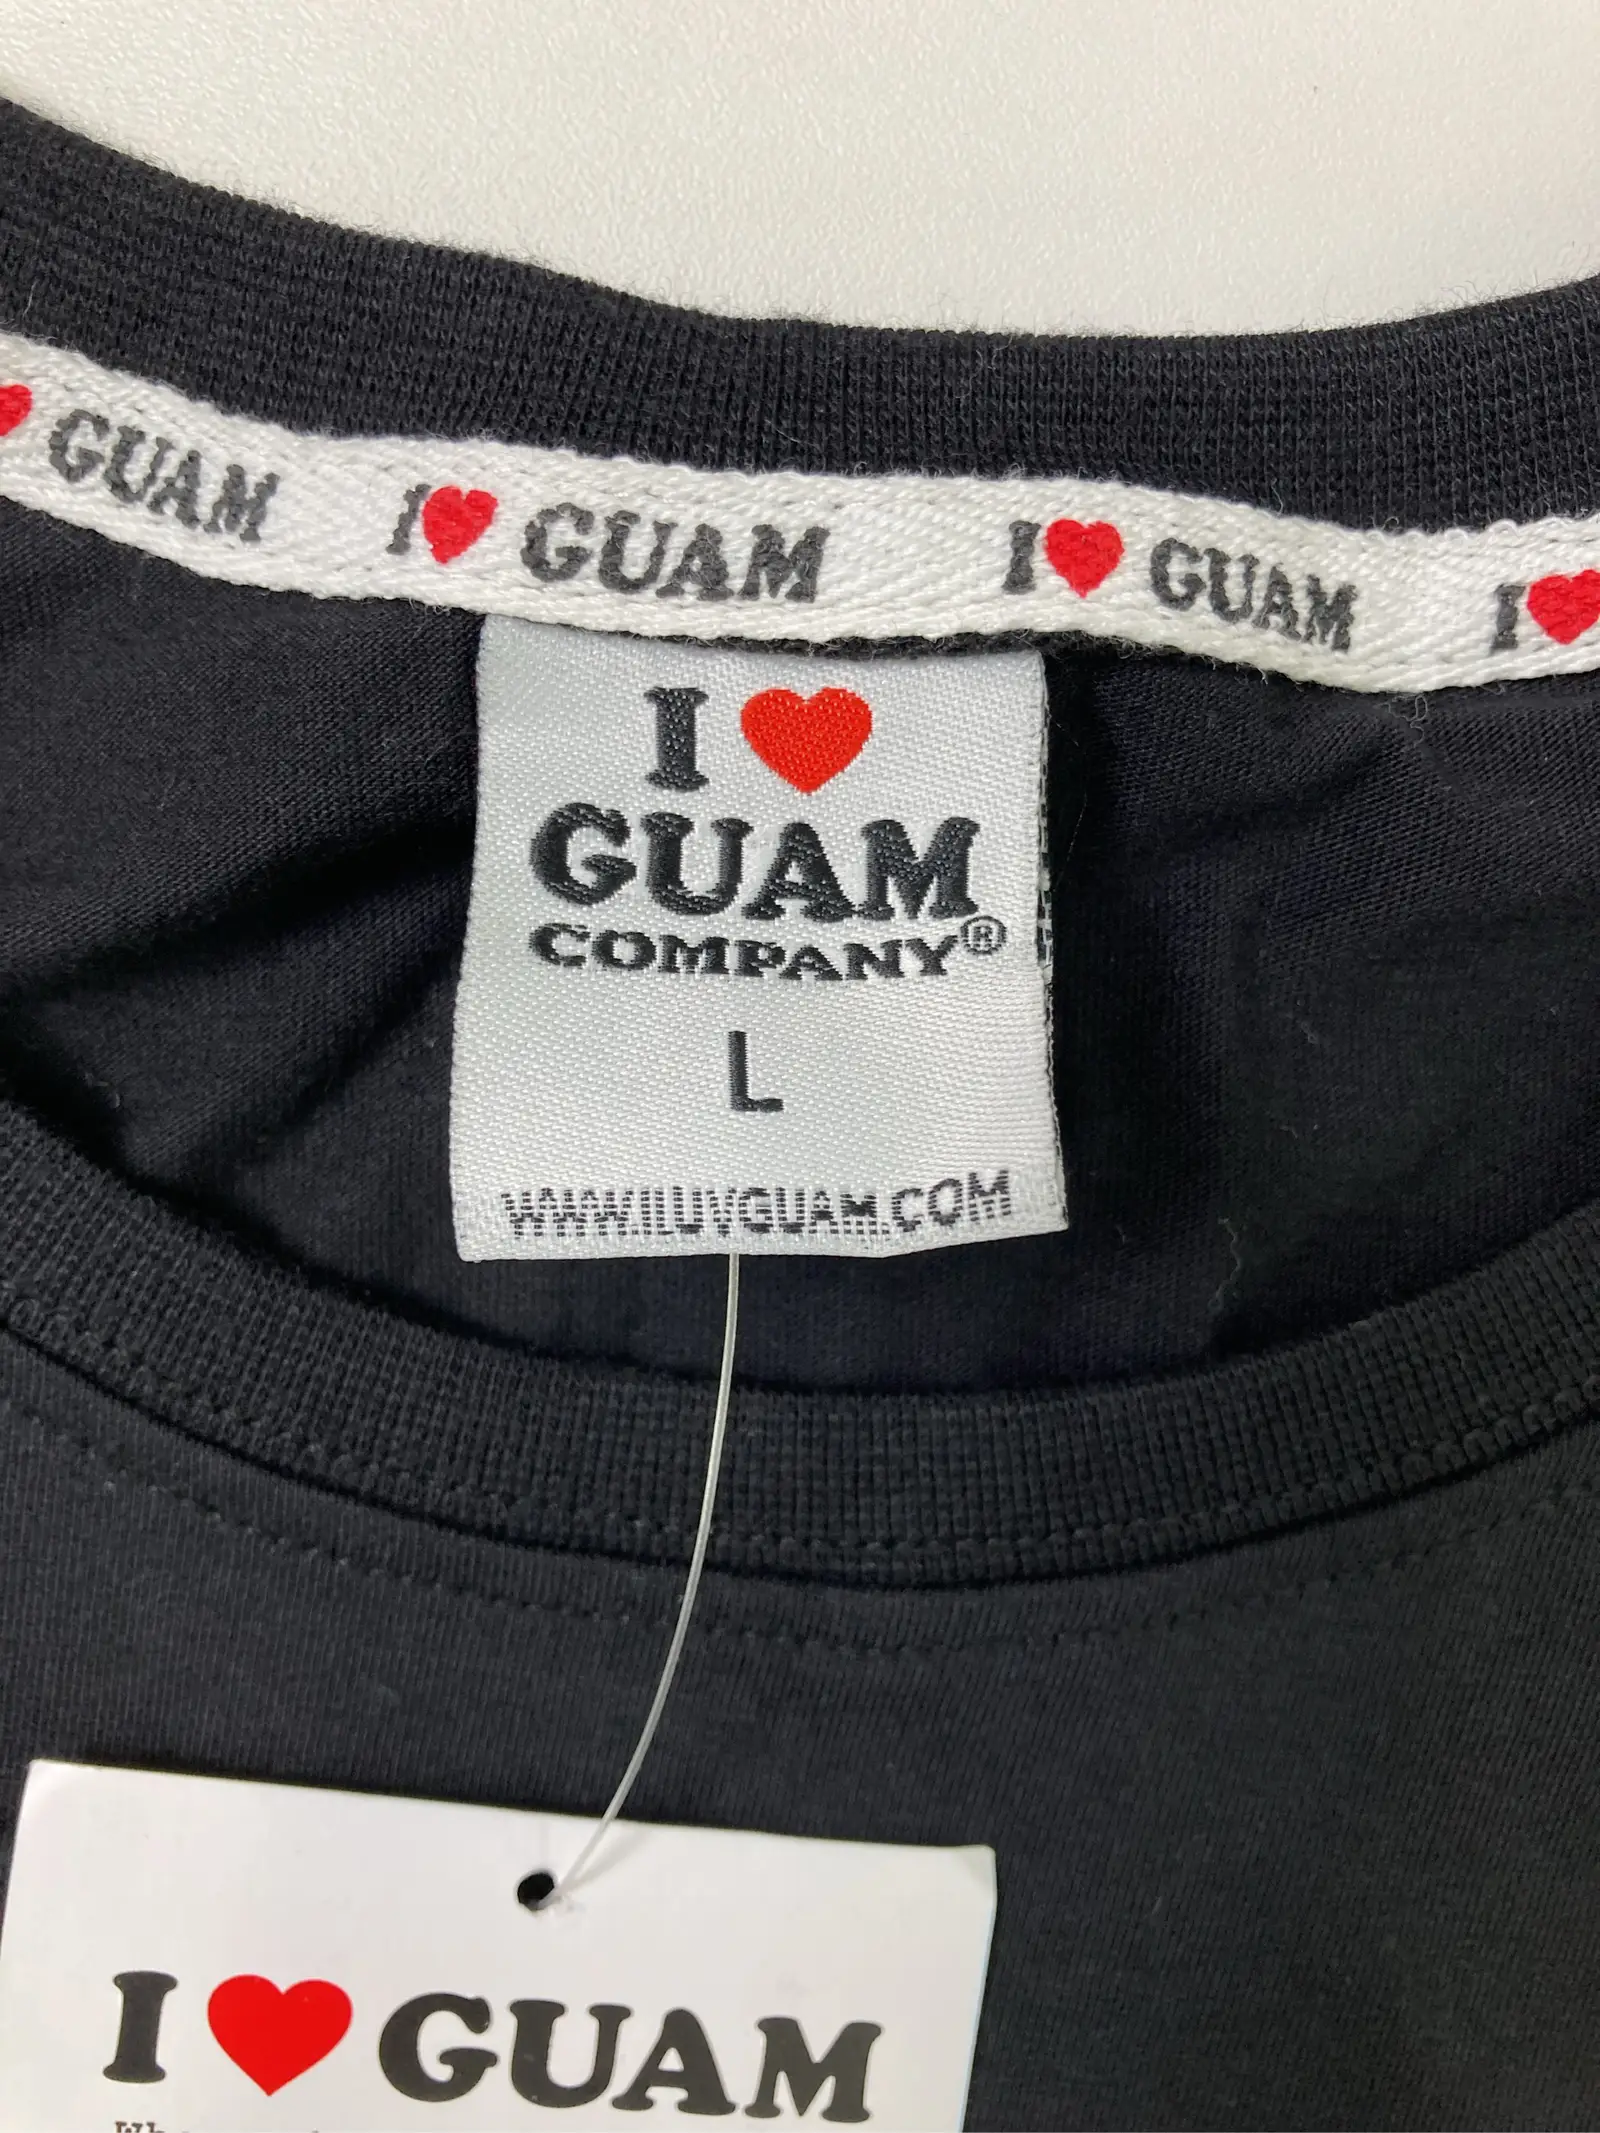 ❤ GUAM I ❤ GUAM I ❤ GUAM I ❤
I ❤
GUAM
COMPANY®
L
WWW.ILUVGUAM.COM
I ❤ GUAM